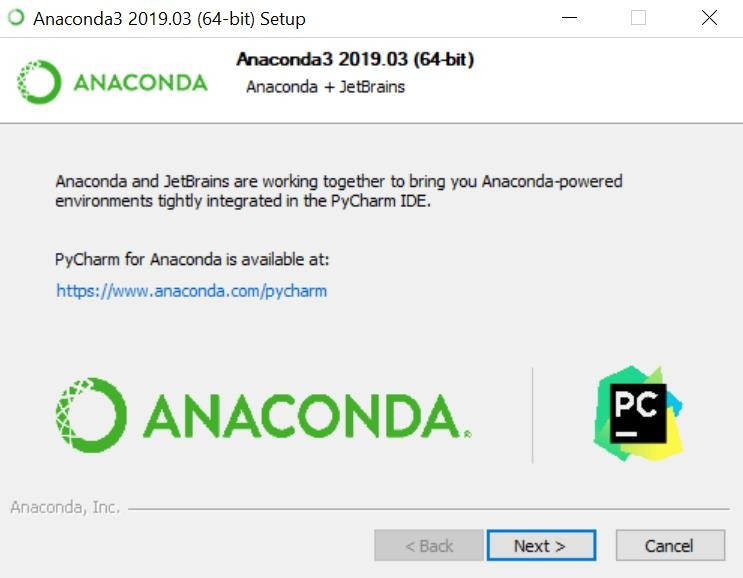 Anaconda3 2019.03 (64-bit) Setup
ANACONDA
Anaconda3 2019.03 (64-bit)
Anaconda + JetBrains
Anaconda and JetBrains are working together to bring you Anaconda-powered
environments tightly integrated in the PyCharm IDE.
PyCharm for Anaconda is available at:
https://www.anaconda.com/pycharm
ANACONDA®
PC
Anaconda, Inc.
< Back
Next >
Cancel